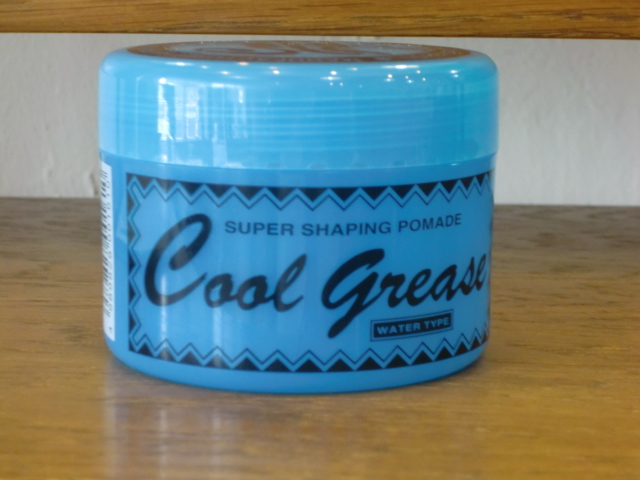 SUPER SHAPING POMADE
Cool Grease
WATER TYPE